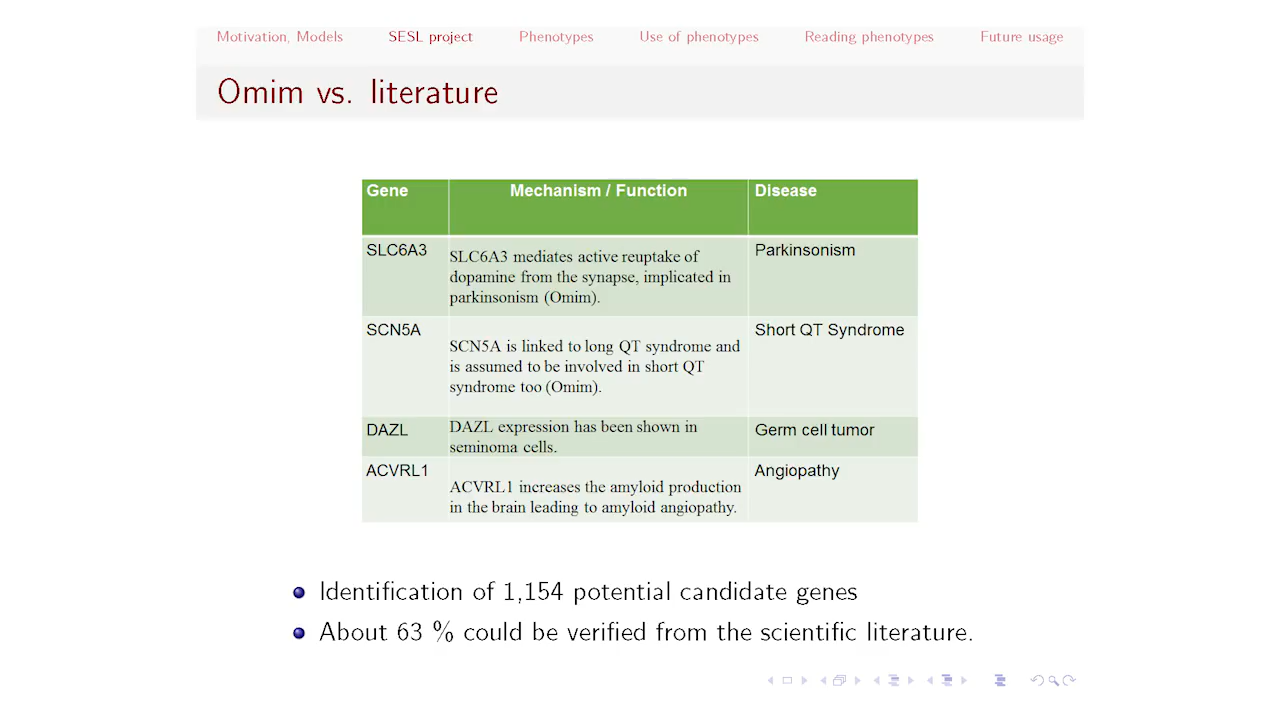 Motivation, Models SESL project Phenotypes Use of phenotypes Reading phenotypes Future usage
Omim vs. literature
Gene Mechanism / Function Disease
SLC6A3 SLC6A3 mediates active reuptake of Parkinsonism
dopamine from the synapse, implicated in
parkinsonism (Omim).
SCN5A Short QT Syndrome
SCN5A is linked to long QT syndrome and
is assumed to be involved in short QT
syndrome too (Omim).
DAZL DAZL expression has been shown in Germ cell tumor
seminoma cells.
ACVRL1 Angiopathy
ACVRL1 increases the amyloid production
in the brain leading to amyloid angiopathy.
Identification of 1,154 potential candidate genes
About 63 % could be verified from the scientific literature.